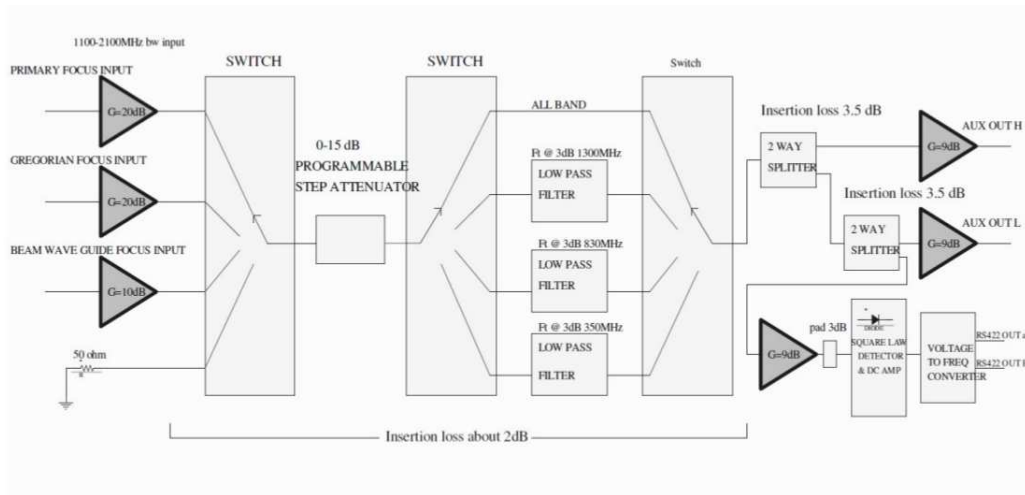 1100-2100MHz bw input
PRIMARY FOCUS INPUT
G=20dB
GREGORIAN FOCUS INPUT
G=20dB
BEAM WAVE GUIDE FOCUS INPUT
G=10dB
50 ohm
SWITCH
0-15 dB
PROGRAMMABLE
STEP ATTENUATOR
SWITCH
ALL BAND
Ft @ 3dB 1300MHz
LOW PASS
FILTER
Ft @ 3dB 830MHz
LOW PASS
FILTER
Ft @ 3dB 350MHz
LOW PASS
FILTER
Switch
Insertion loss 3.5 dB
2 WAY
SPLITTER
G=9dB
AUX OUT H
Insertion loss 3.5 dB
2 WAY
SPLITTER
G=9dB
AUX OUT L
G=9dB
pad 3dB
SQUARE LAW
DETECTOR
& DC AMP
VOLTAGE
TO FREQ
CONVERTER
RS422 OUT
RS422 OUT
Insertion loss about 2dB